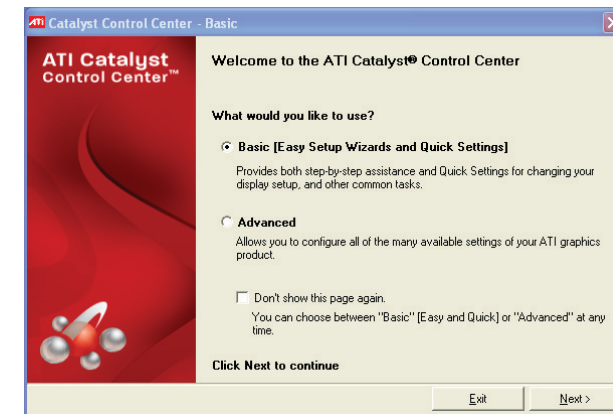 ATI Catalyst Control Center - Basic
ATI Catalyst
Control Center™
Welcome to the ATI Catalyst® Control Center
What would you like to use?
Basic [Easy Setup Wizards and Quick Settings]
Provides both step-by-step assistance and Quick Settings for changing your
display setup, and other common tasks.
Advanced
Allows you to configure all of the many available settings of your ATI graphics
product.
Don't show this page again.
You can choose between "Basic" [Easy and Quick] or "Advanced" at any
time.
Click Next to continue
Exit
Next >